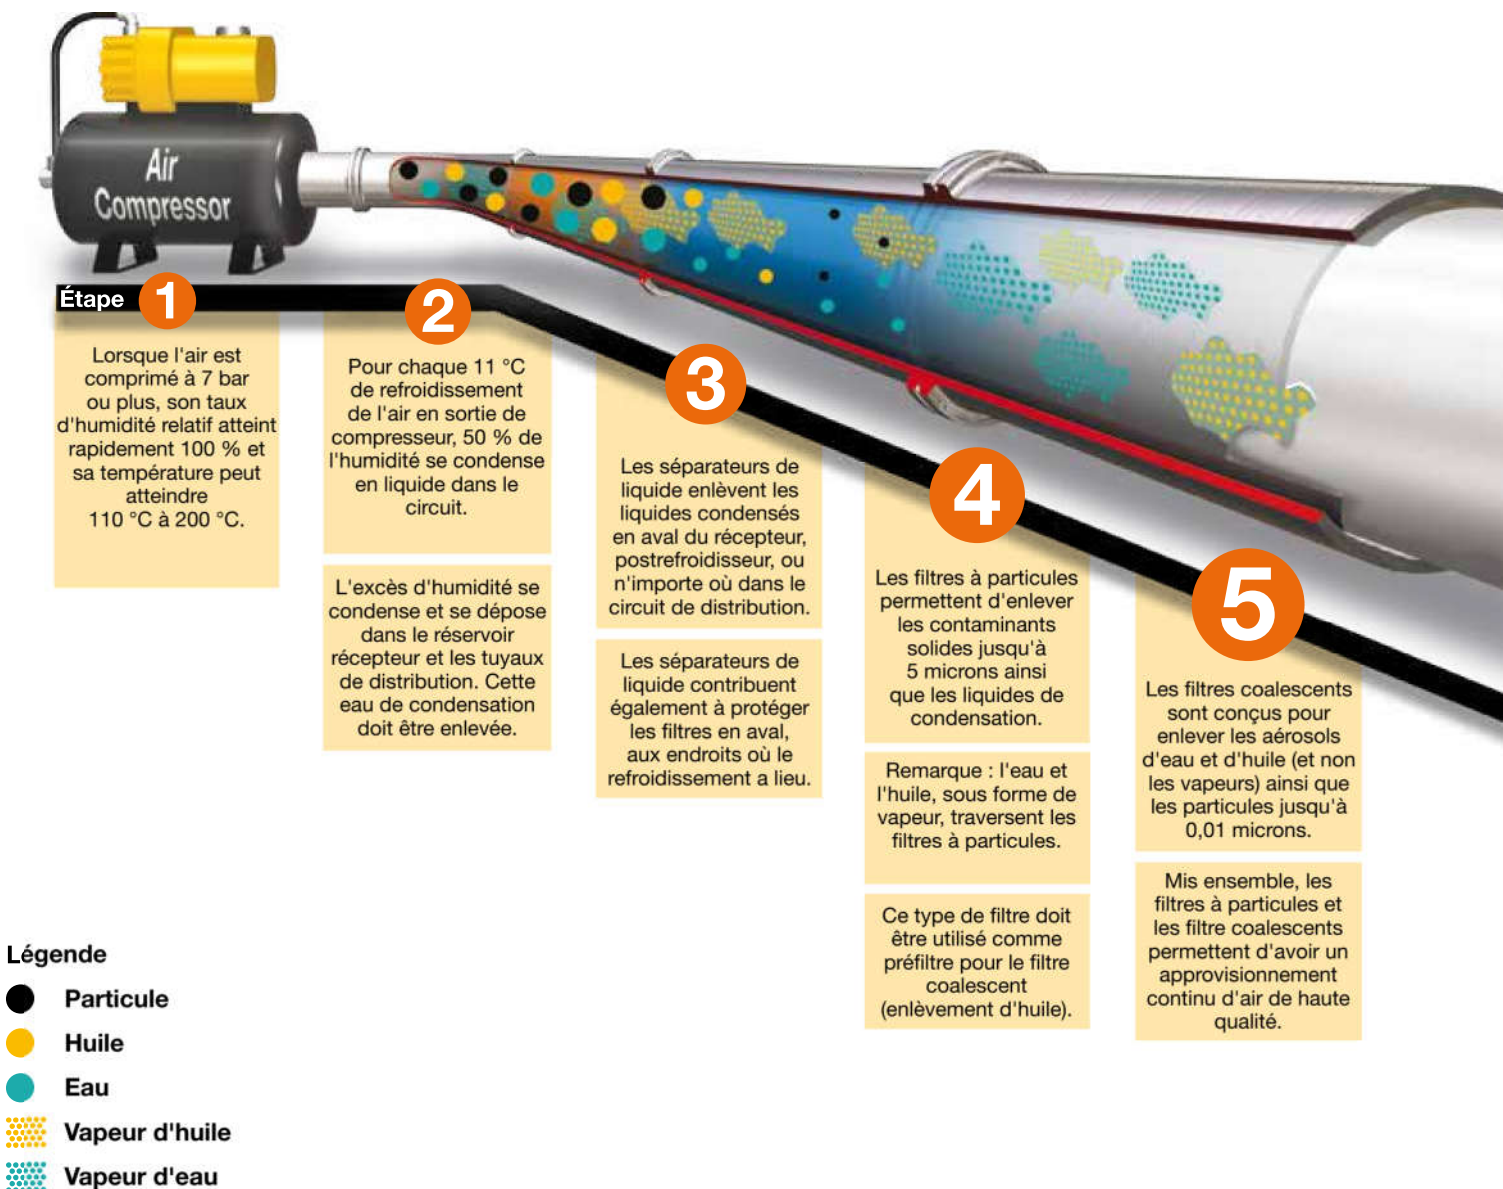 Air
Compressor
Étape 1
Lorsque l'air est
comprimé à 7 bar
ou plus, son taux
d'humidité relatif atteint
rapidement 100 % et
sa température peut
atteindre
110 °C à 200 °C.
2
Pour chaque 11 °C
de refroidissement
de l'air en sortie de
compresseur, 50 % de
l'humidité se condense
en liquide dans le
circuit.
L'excès d'humidité se
condense et se dépose
dans le réservoir
récepteur et les tuyaux
de distribution. Cette
eau de condensation
doit être enlevée.
3
Les séparateurs de
liquide enlèvent les
liquides condensés
en aval du récepteur,
postrefroidisseur, ou
n'importe où dans le
circuit de distribution.
Les séparateurs de
liquide contribuent
également à protéger
les filtres en aval,
aux endroits où le
refroidissement a lieu.
4
Les filtres à particules
permettent d'enlever
les contaminants
solides jusqu'à
5 microns ainsi
que les liquides de
condensation.
Remarque : l'eau et
l'huile, sous forme de
vapeur, traversent les
filtres à particules.
Ce type de filtre doit
être utilisé comme
préfiltre pour le filtre
coalescent
(enlèvement d'huile).
5
Les filtres coalescents
sont conçus pour
enlever les aérosols
d'eau et d'huile (et non
les vapeurs) ainsi que
les particules jusqu'à
0,01 microns.
Mis ensemble, les
filtres à particules et
les filtre coalescents
permettent d'avoir un
approvisionnement
continu d'air de haute
qualité.
Légende
Particule
Huile
Eau
Vapeur d'huile
Vapeur d'eau